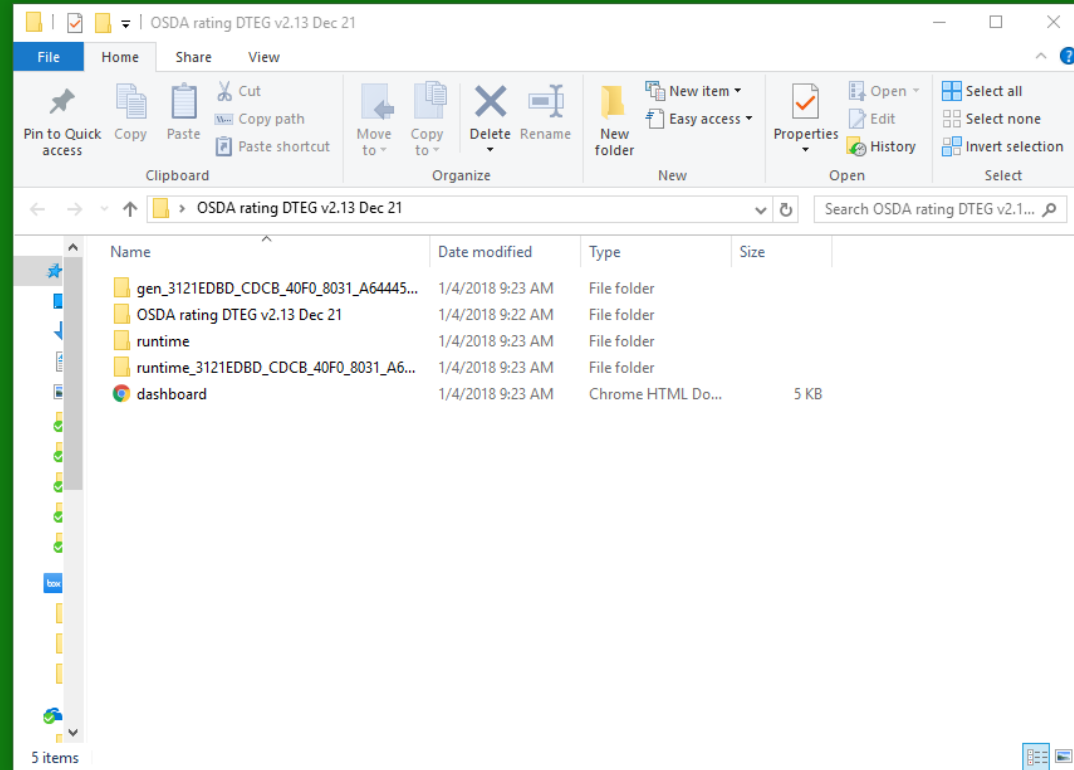 OSDA rating DTEG v2.13 Dec 21
File Home Share View
Pin to Quick access
Copy
Paste
Cut
Copy path
Paste shortcut
Move to
Copy to
Delete
Rename
New folder
New item
Easy access
Properties
Open
Edit
History
Select all
Select none
Invert selection
Clipboard Organize New Open Select
OSDA rating DTEG v2.13 Dec 21
Search OSDA rating DTEG v2.1...
Name Date modified Type Size
gen_3121EDBD_CDCB_40F0_8031_A64445... 1/4/2018 9:23 AM File folder
OSDA rating DTEG v2.13 Dec 21 1/4/2018 9:22 AM File folder
runtime 1/4/2018 9:23 AM File folder
runtime_3121EDBD_CDCB_40F0_8031_A6... 1/4/2018 9:23 AM File folder
dashboard 1/4/2018 9:23 AM Chrome HTML Do... 5 KB
box
5 items